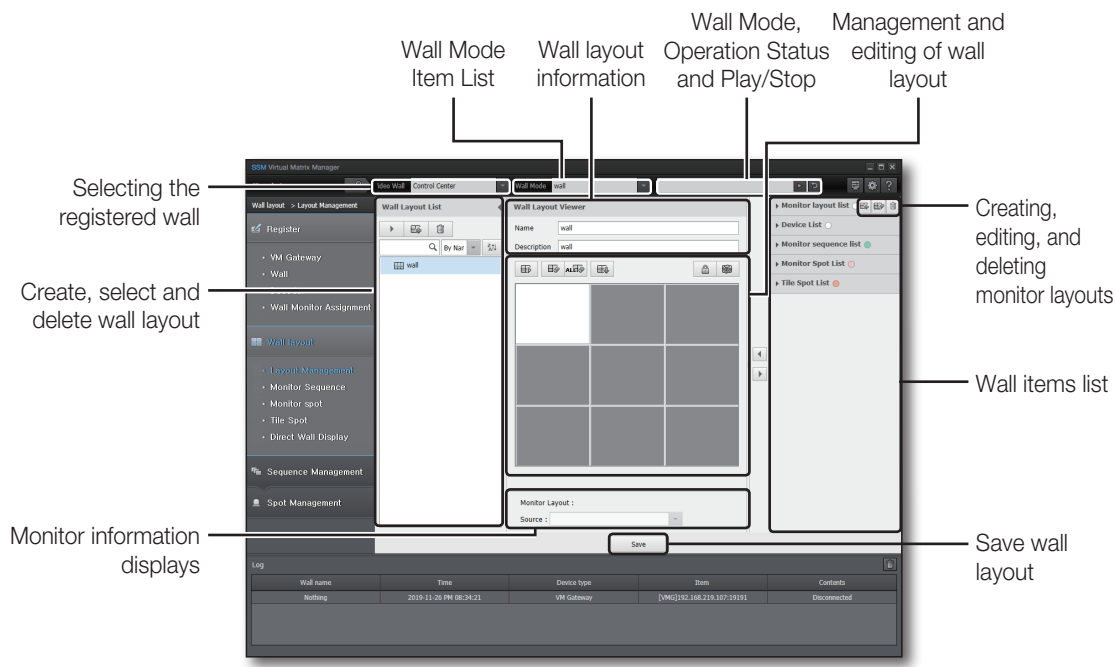 Wall Mode
Item List
Wall layout
information
Wall Mode,
Operation Status
and Play/Stop
Management and
editing of wall
layout
Selecting the
registered wall
Create, select and
delete wall layout
Monitor information
displays
Creating,
editing, and
deleting
monitor layouts
Wall items list
Save wall
layout
SSM Virtual Matrix Manager
ideo Wall Control Center
Wall Mode wall
Wall layout > Layout Management
Register
• VM Gateway
• Wall
• Wall Monitor Assignment
Wall layout
• Layout Management
• Monitor Sequence
• Monitor spot
• Tile Spot
• Direct Wall Display
Sequence Management
Spot Management
Wall Layout List
By Nar
wall
Wall Layout Viewer
Name wall
Description wall
ALL
Monitor Layout :
Source :
Save
Monitor layout list
Device List
Monitor sequence list
Monitor Spot List
Tile Spot List
Log
Wall name Time Device type Item Contents
Nothing 2019-11-26 PM 08:34:21 VM Gateway [VMG]192.168.219.107:19191 Disconnected